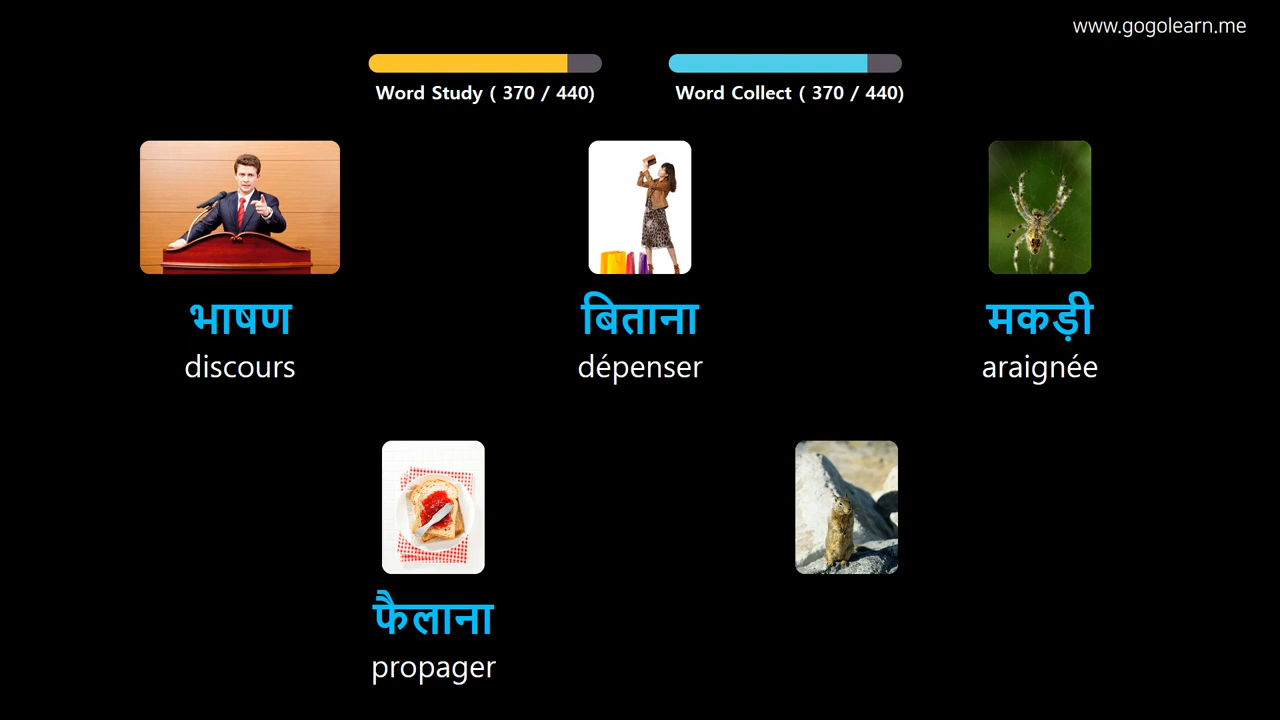 www.gogolearn.me
Word Study ( 370 / 440)
Word Collect ( 370 / 440)
भाषण
discours
बिताना
dépenser
मकड़ी
araignée
फैलाना
propager